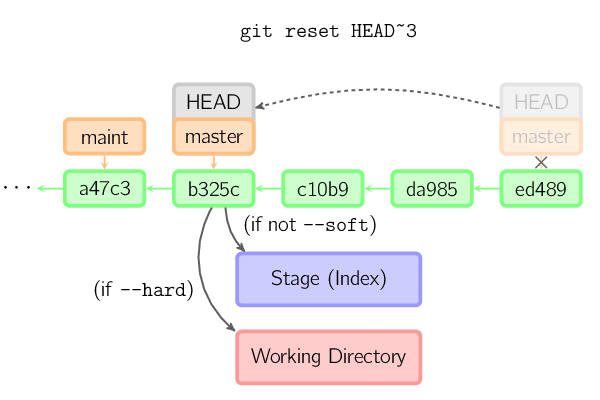 git reset HEAD~3
HEAD HEAD
maint master master
... a47c3 b325c c10b9 da985 ed489
(if not --soft)
Stage (Index)
(if --hard)
Working Directory